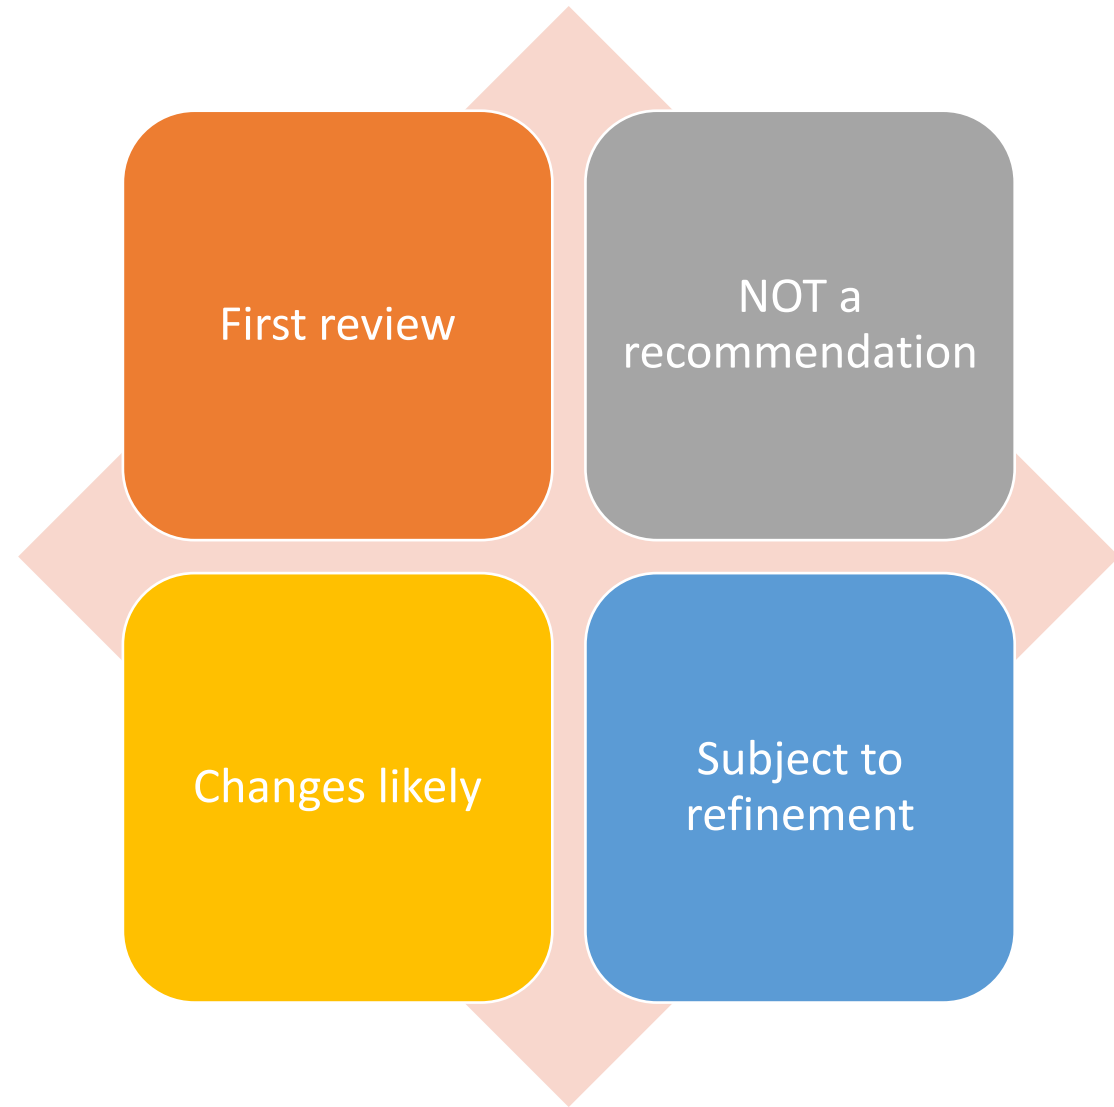 First review
NOT a
recommendation
Changes likely
Subject to
refinement